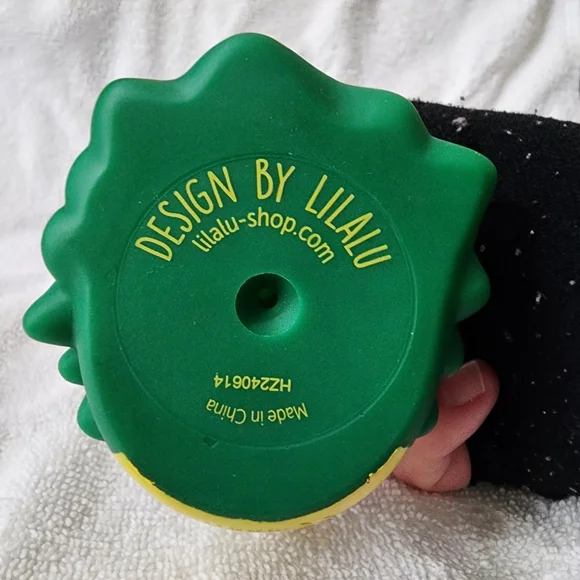 DESIGN BY LILALU
lilalu-shop.com
HZ240614
Made in China